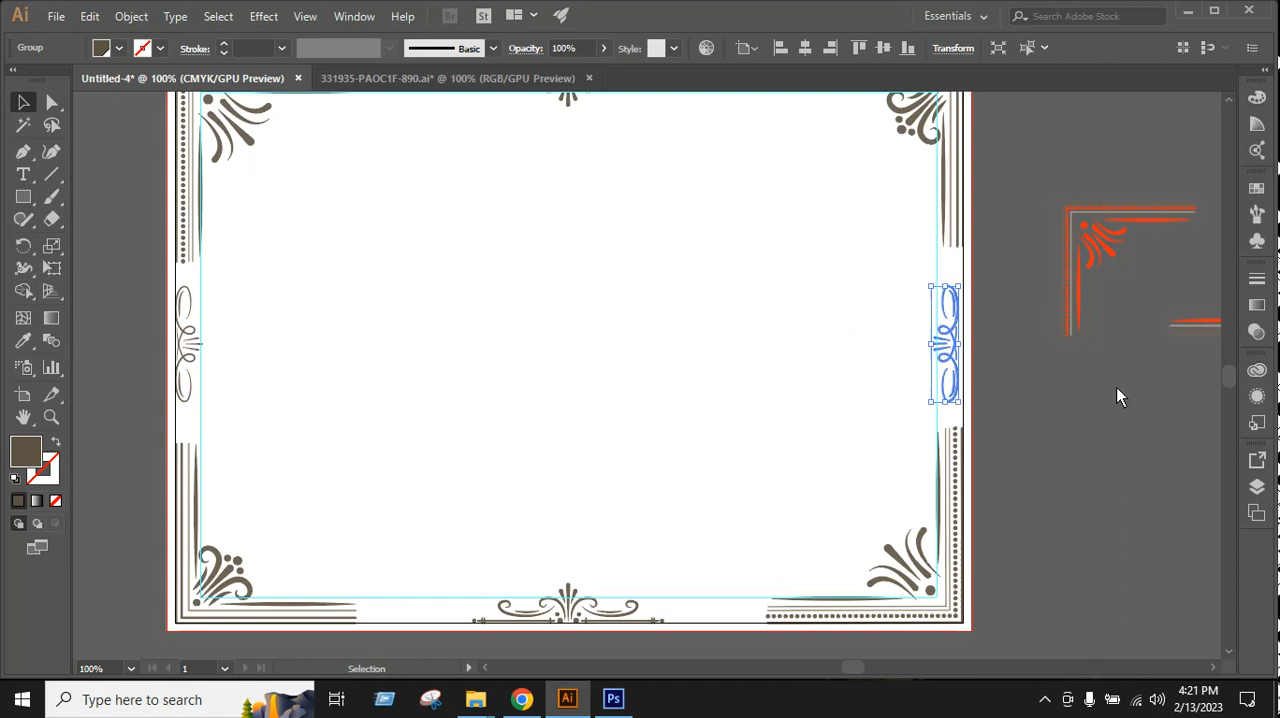 Ai File Edit Object Type Select Effect View Window Help Br St Essentials Search Adobe Stock
Group Stroke: Basic Opacity: 100% Style: Transform
Untitled-4* @ 100% (CMYK/GPU Preview) × 331935-PAOC1F-890.ai* @ 100% (RGB/GPU Preview) ×
100% 1 Selection
Type here to search Ai Ps 4:21 PM
2/13/2023